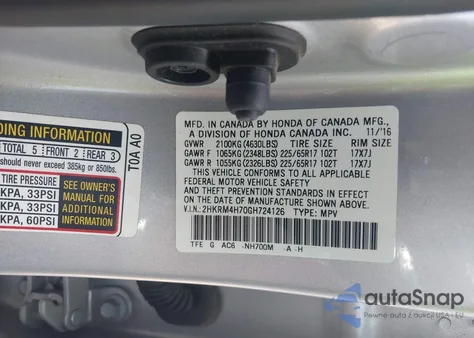 DING INFORMATION
TOTAL 5 FRONT 2 REAR 3
should never exceed 385kg or 850lbs.
TIRE PRESSURE
KPA, 33PSI
KPA, 33PSI
KPA, 60PSI
SEE OWNER'S
MANUAL FOR
ADDITIONAL
INFORMATION
T0A A0
MFD. IN CANADA BY HONDA OF CANADA MFG.,
A DIVISION OF HONDA CANADA INC. 11/'16
GVWR 2100KG (4630LBS) TIRE SIZE RIM SIZE
GAWR F 1065KG (2348LBS) 225/65R17 102T 17X7J
GAWR R 1055KG (2326LBS) 225/65R17 102T 17X7J
THIS VEHICLE CONFORMS TO ALL APPLICABLE
FEDERAL MOTOR VEHICLE SAFETY, BUMPER,
AND THEFT PREVENTION STANDARDS IN EFFECT
ON THE DATE OF MANUFACTURE SHOWN ABOVE.
V.I.N.: 2HKRM4H70GH724126 TYPE: MPV
TFE G AC6 -NH700M -A -H
autoSnap